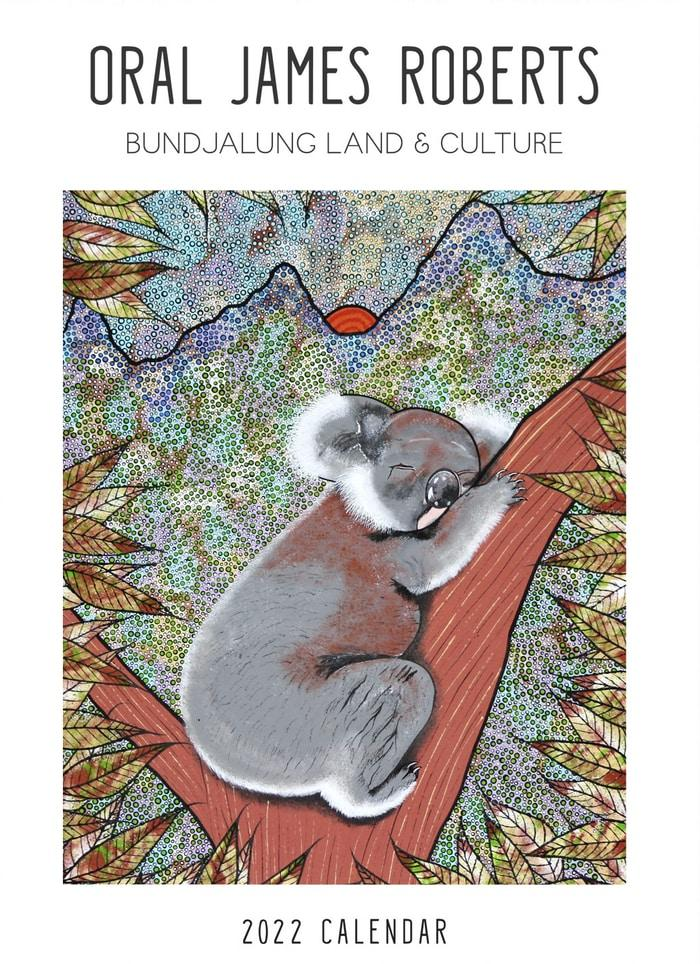 ORAL JAMES ROBERTS
BUNDJALUNG LAND & CULTURE
2022 CALENDAR